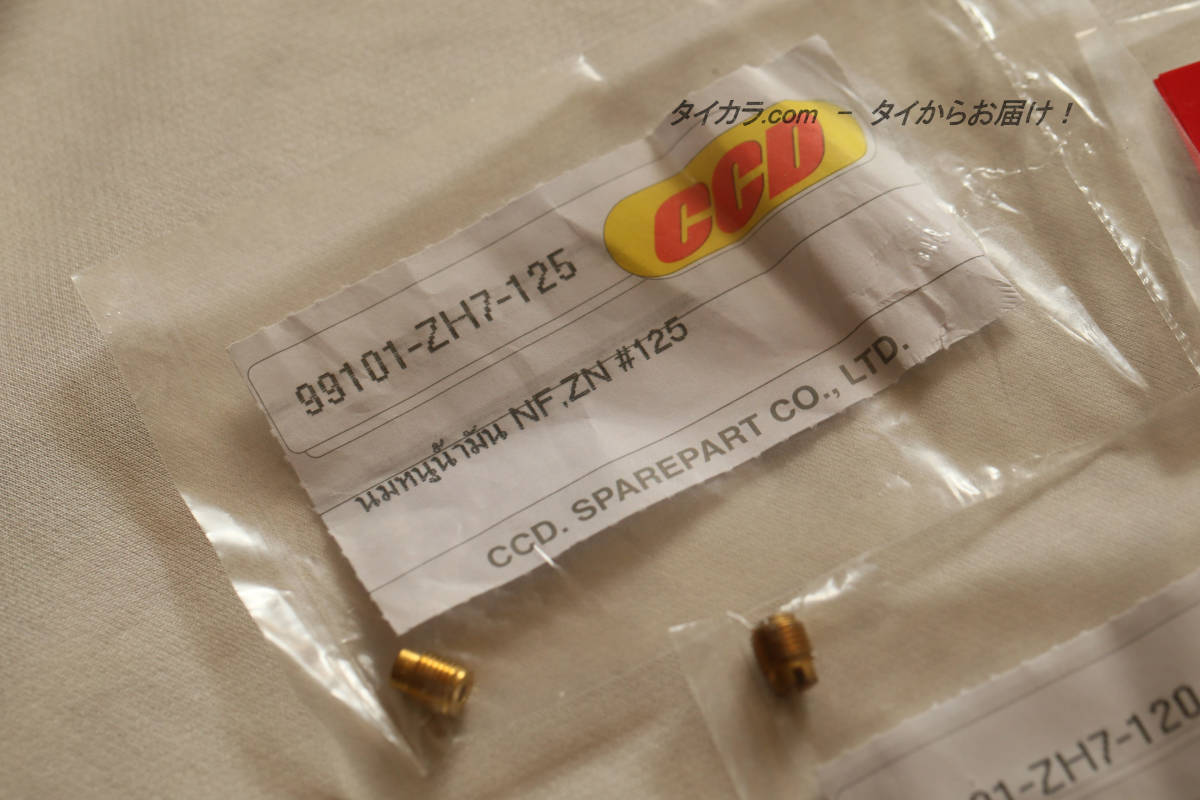 タイカラ.com － タイからお届け！
CCD
99101-ZH7-125
นมหนูน้ำมัน NF,ZN #125
CCD. SPAREPART CO., LTD.
01-ZH7-120